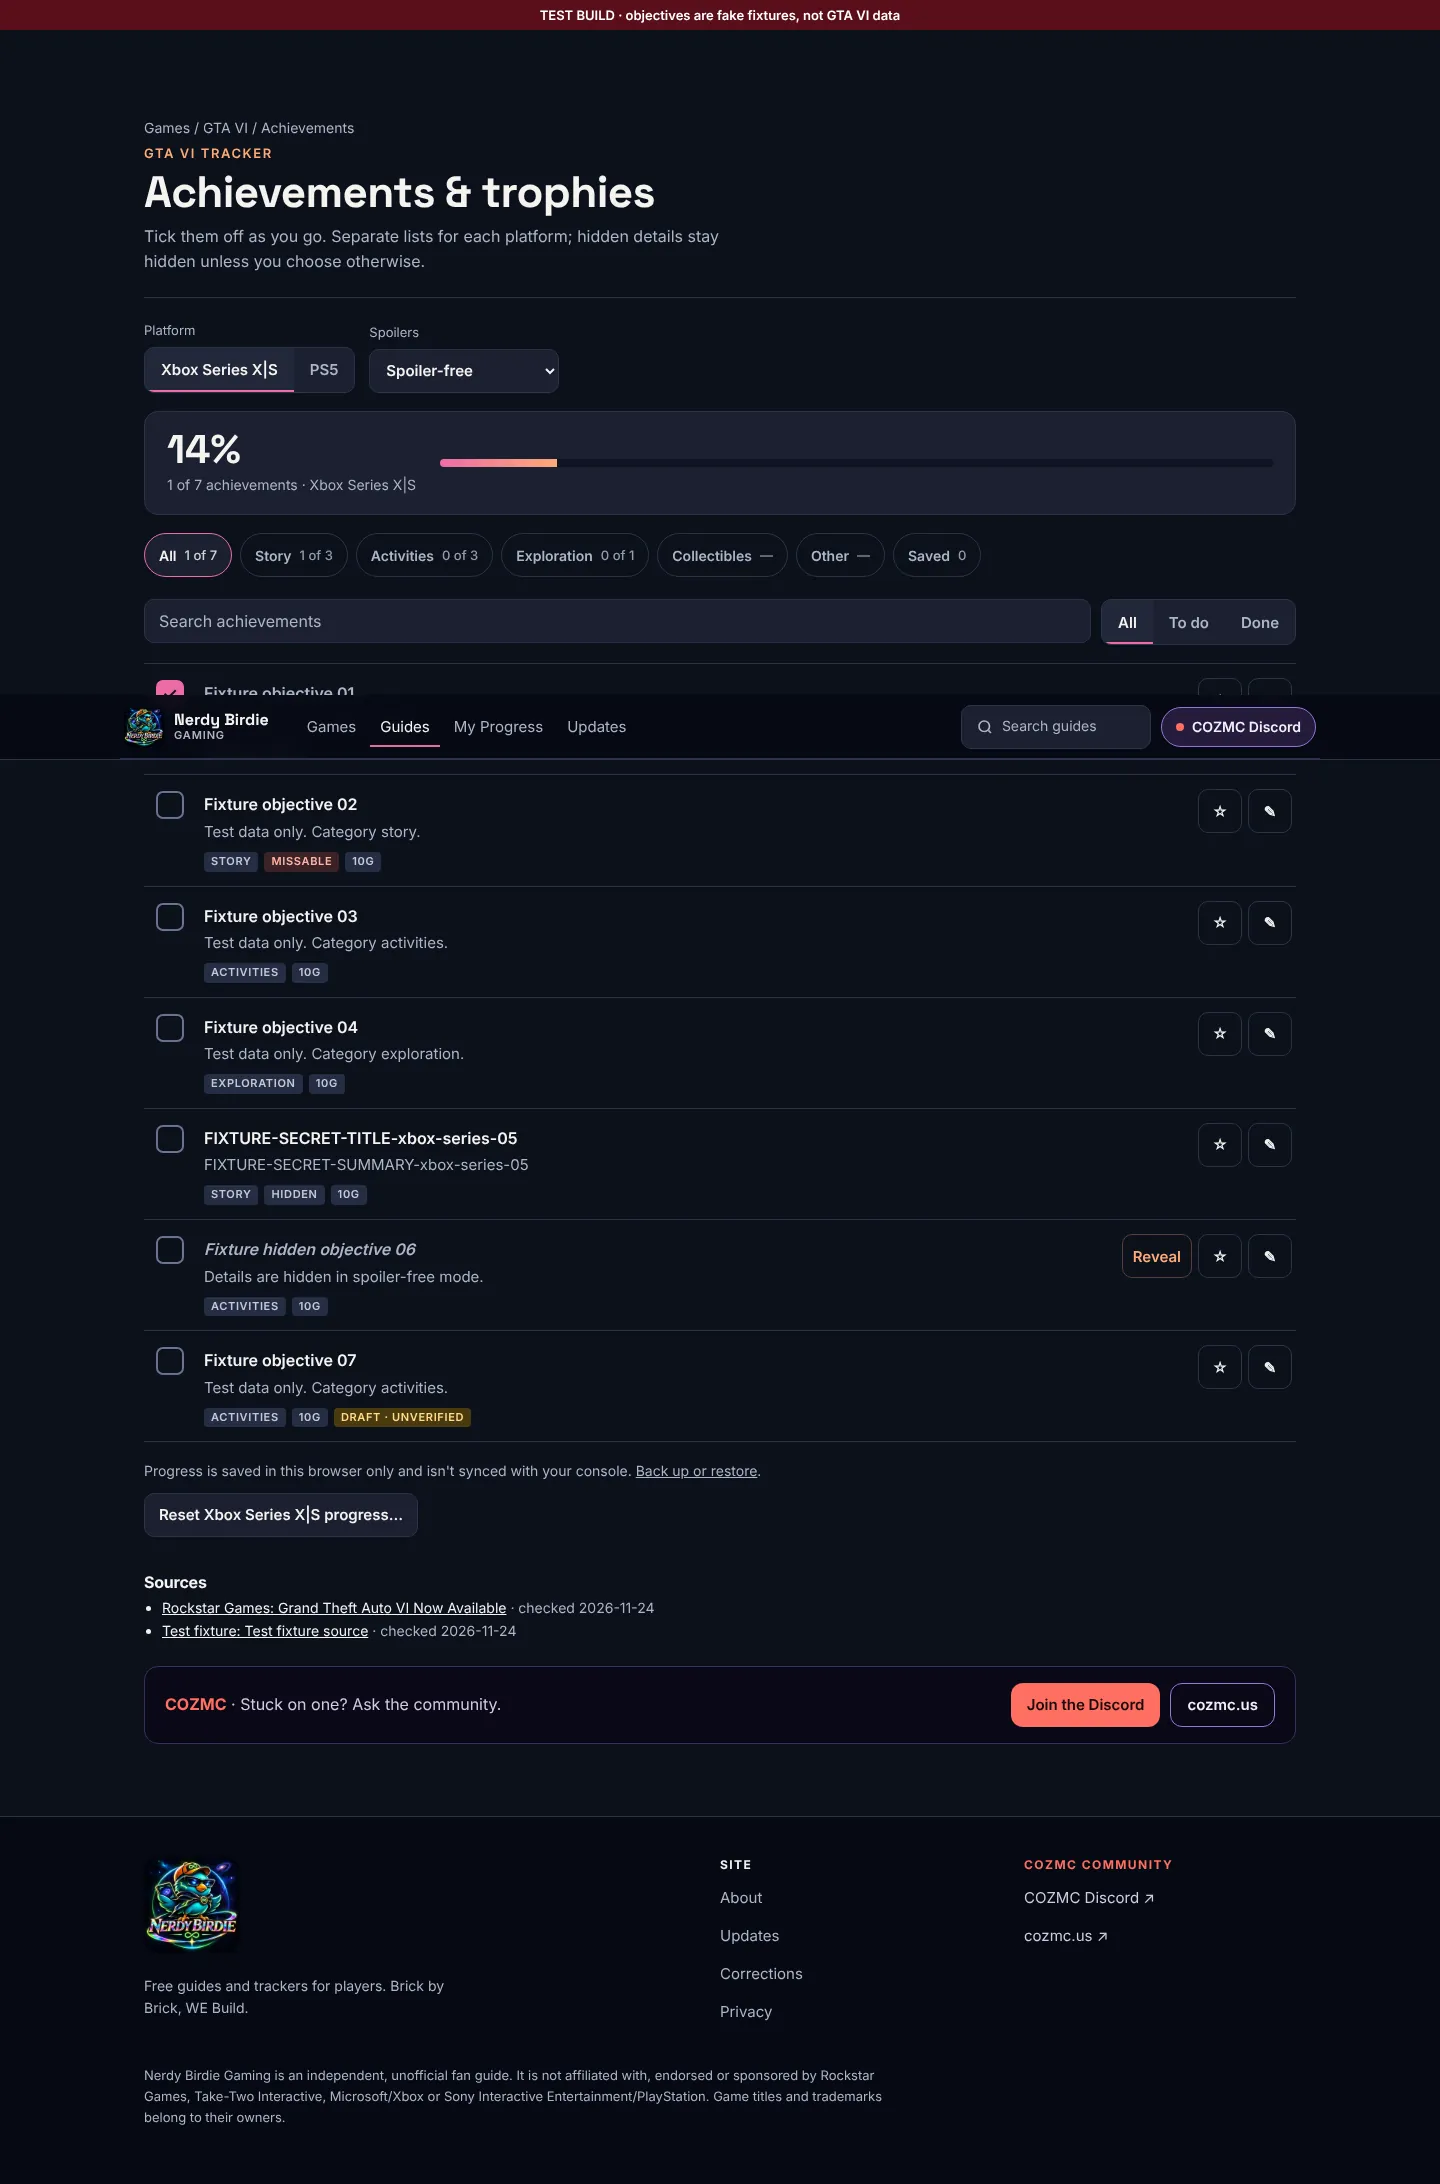 TEST BUILD · objectives are fake fixtures, not GTA VI data
Games / GTA VI / Achievements
GTA VI TRACKER
Achievements & trophies
Tick them off as you go. Separate lists for each platform; hidden details stay
hidden unless you choose otherwise.
Platform
Spoilers
Xbox Series X|S
PS5
Spoiler-free
14%
1 of 7 achievements · Xbox Series X|S
All 1 of 7
Story 1 of 3
Activities 0 of 3
Exploration 0 of 1
Collectibles —
Other —
Saved 0
Search achievements
All
To do
Done
Fixture objective 01
Nerdy Birdie
GAMING
Games
Guides
My Progress
Updates
Search guides
COZMC Discord
Fixture objective 02
Test data only. Category story.
STORY
MISSABLE
10G
Fixture objective 03
Test data only. Category activities.
ACTIVITIES
10G
Fixture objective 04
Test data only. Category exploration.
EXPLORATION
10G
FIXTURE-SECRET-TITLE-xbox-series-05
FIXTURE-SECRET-SUMMARY-xbox-series-05
STORY
HIDDEN
10G
Fixture hidden objective 06
Details are hidden in spoiler-free mode.
ACTIVITIES
10G
Reveal
Fixture objective 07
Test data only. Category activities.
ACTIVITIES
10G
DRAFT · UNVERIFIED
Progress is saved in this browser only and isn't synced with your console. Back up or restore.
Reset Xbox Series X|S progress...
Sources
Rockstar Games: Grand Theft Auto VI Now Available · checked 2026-11-24
Test fixture: Test fixture source · checked 2026-11-24
COZMC · Stuck on one? Ask the community.
Join the Discord
cozmc.us
NERDYBIRDIE
Free guides and trackers for players. Brick by
Brick, WE Build.
SITE
About
Updates
Corrections
Privacy
COZMC COMMUNITY
COZMC Discord ↗
cozmc.us ↗
Nerdy Birdie Gaming is an independent, unofficial fan guide. It is not affiliated with, endorsed or sponsored by Rockstar
Games, Take-Two Interactive, Microsoft/Xbox or Sony Interactive Entertainment/PlayStation. Game titles and trademarks
belong to their owners.